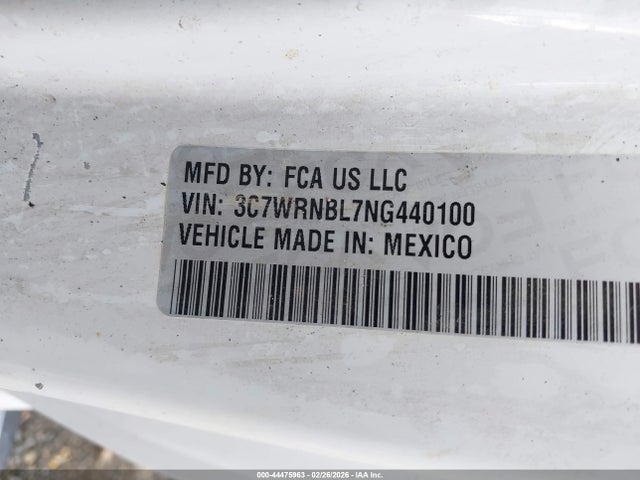 MFD BY: FCA US LLC
VIN: 3C7WRNBL7NG440100
VEHICLE MADE IN: MEXICO
000-44475963 | 02/26/2026 - IAA Inc.